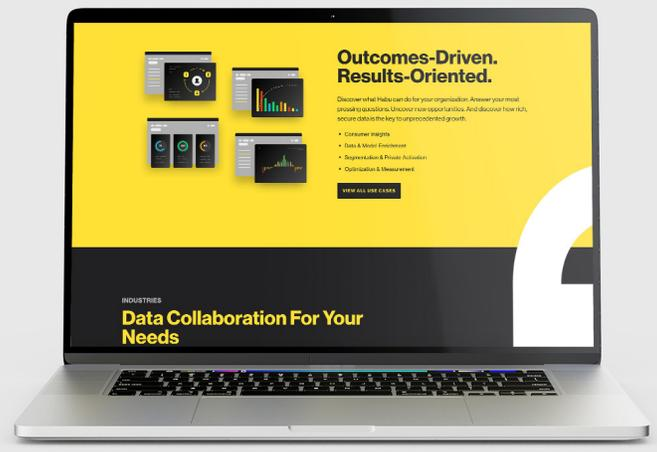 Outcomes-Driven.
Results-Oriented.
Discover what Habu can do for your organization. Answer your most
pressing questions. Uncover new opportunities. And discover how rich,
secure data is the key to unprecedented growth.
• Consumer Insights
• Data & Model Enrichment
• Segmentation & Private Activation
• Optimization & Measurement
VIEW ALL USE CASES
INDUSTRIES
Data Collaboration For Your
Needs